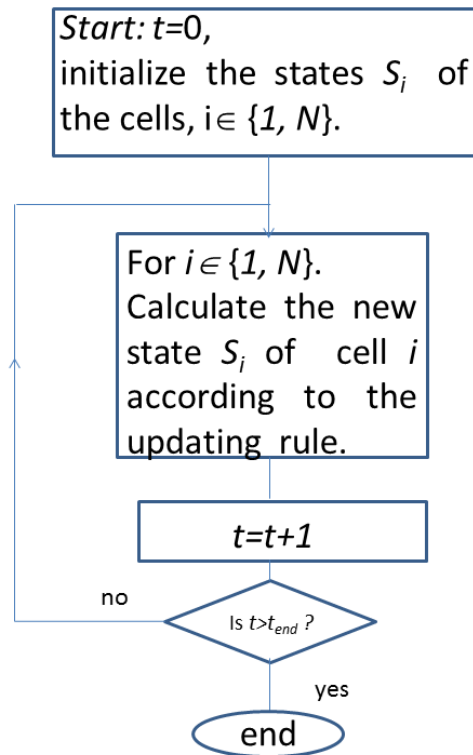 Start: t=0,
initialize the states Sᵢ of
the cells, i∈ {1, N}.
For i ∈ {1, N}.
Calculate the new
state Sᵢ of cell i
according to the
updating rule.
t=t+1
no
Is t>t_end ?
yes
end